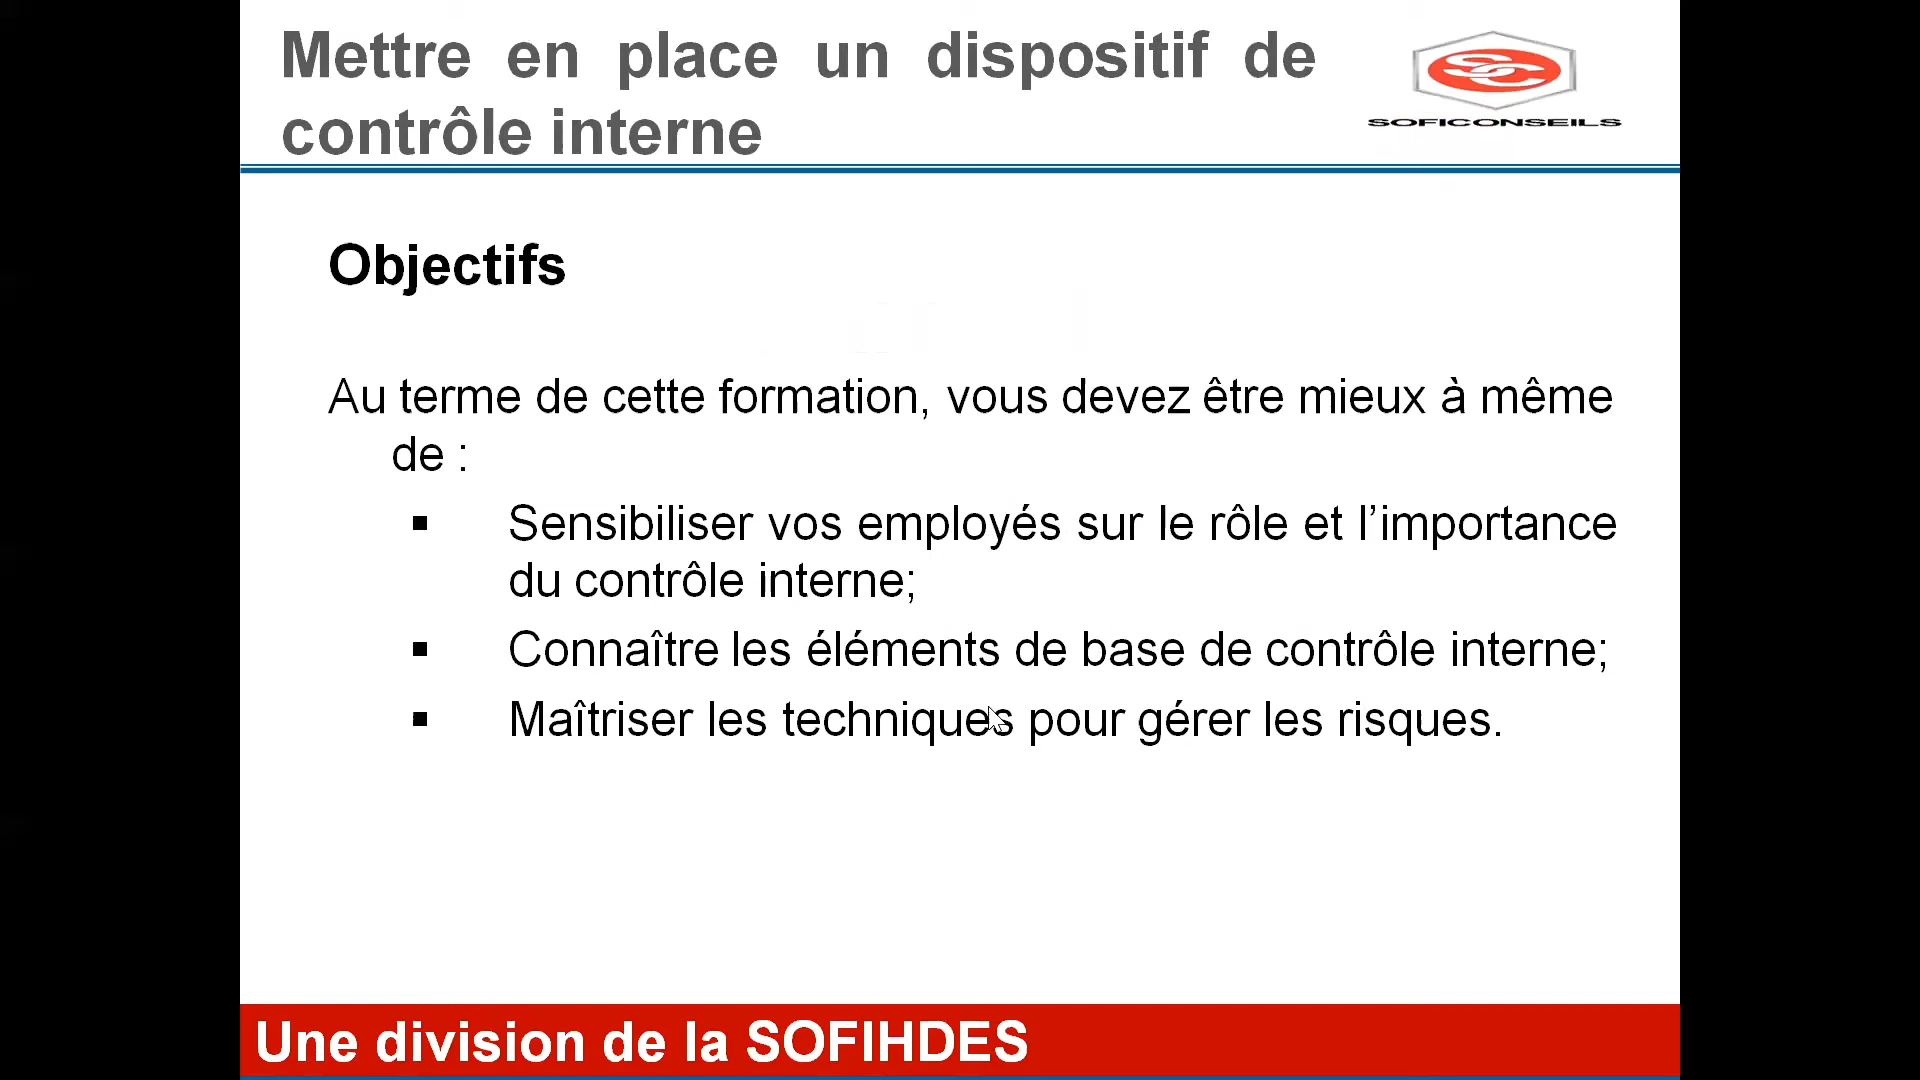 Mettre en place un dispositif de
contrôle interne
SC
SOFICONSEILS
Objectifs
Au terme de cette formation, vous devez être mieux à même
de :
▪ Sensibiliser vos employés sur le rôle et l’importance
du contrôle interne;
▪ Connaître les éléments de base de contrôle interne;
▪ Maîtriser les techniques pour gérer les risques.
Une division de la SOFIHDES